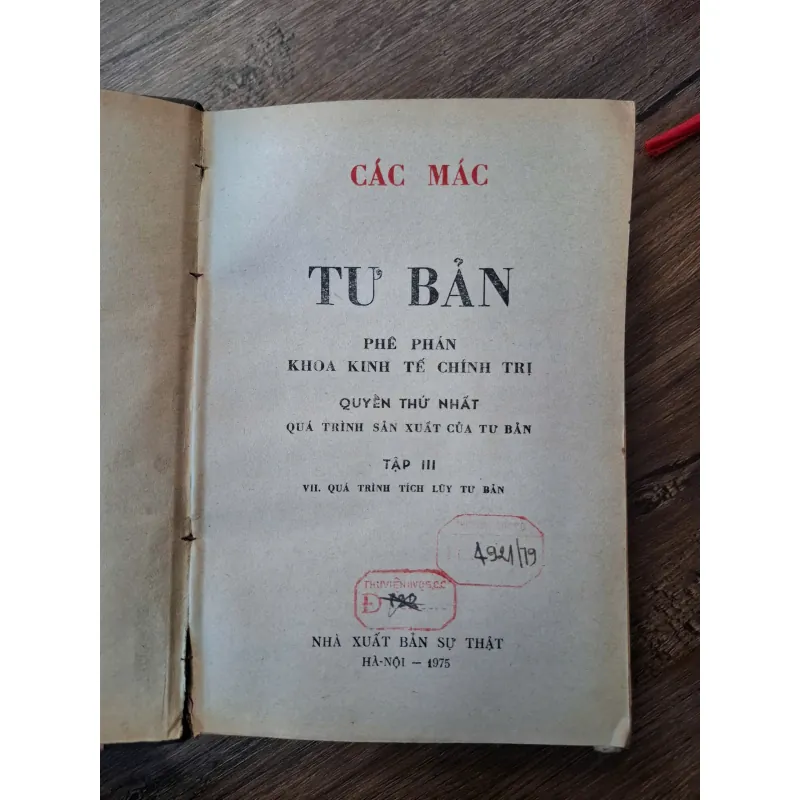 CÁC MÁC
TƯ BẢN
PHÊ PHÁN
KHOA KINH TẾ CHÍNH TRỊ
QUYỂN THỨ NHẤT
QUÁ TRÌNH SẢN XUẤT CỦA TƯ BẢN
TẬP III
VII. QUÁ TRÌNH TÍCH LŨY TƯ BẢN
4921/79
THƯ VIỆN
Đ
NHÀ XUẤT BẢN SỰ THẬT
HÀ-NỘI — 1975